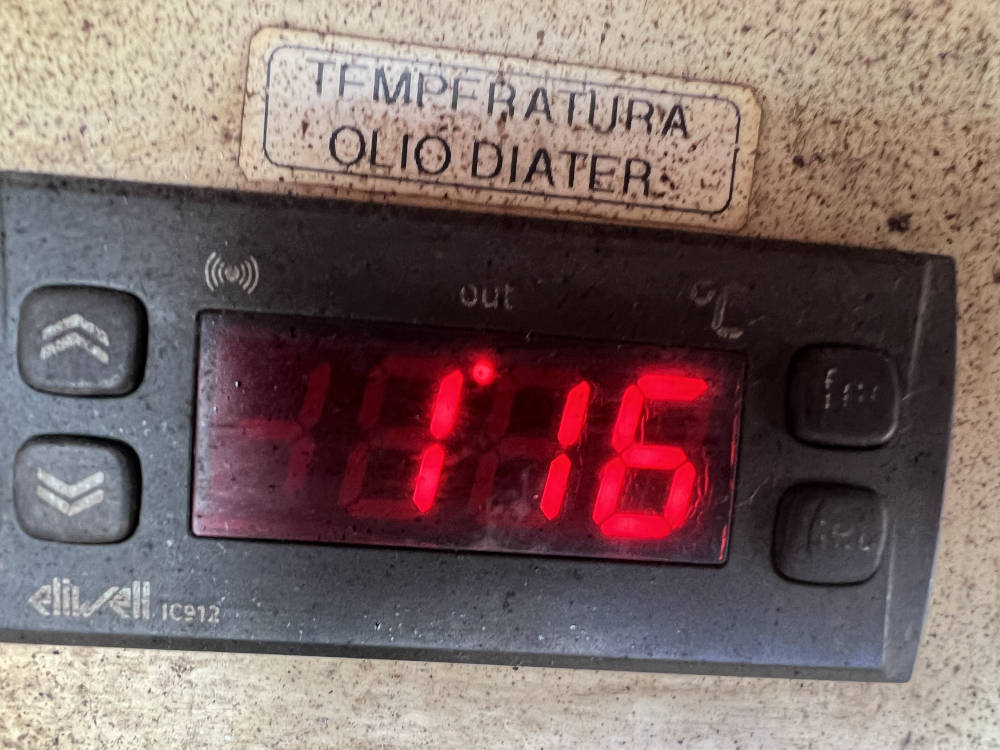 TEMPERATURA
OLIO DIATER.
out
°C
116
eliwell IC912